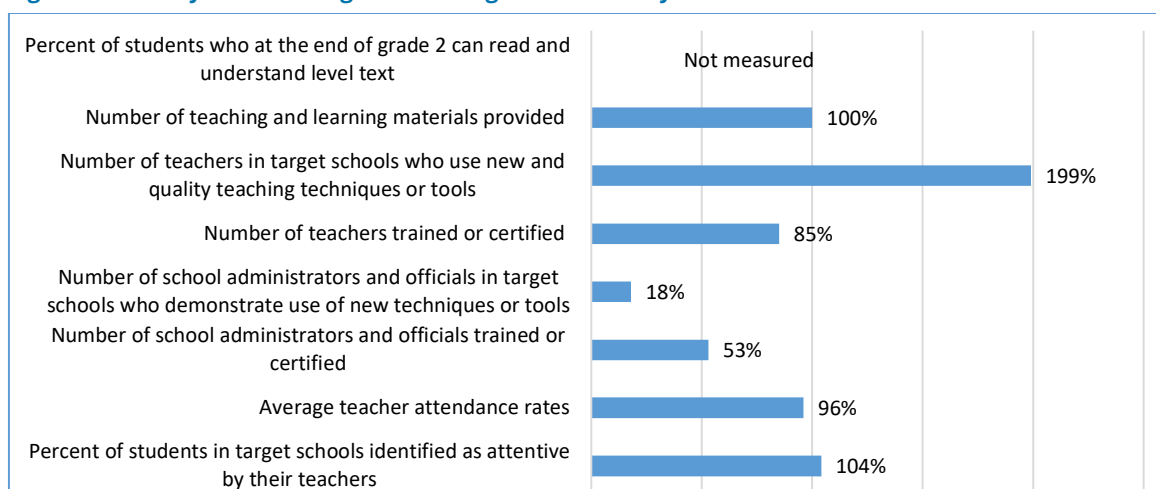 Percent of students who at the end of grade 2 can read and
understand level text
Not measured
Number of teaching and learning materials provided
100%
Number of teachers in target schools who use new and
quality teaching techniques or tools
199%
Number of teachers trained or certified
85%
Number of school administrators and officials in target
schools who demonstrate use of new techniques or tools
18%
Number of school administrators and officials trained or
certified
53%
Average teacher attendance rates
96%
Percent of students in target schools identified as attentive
by their teachers
104%